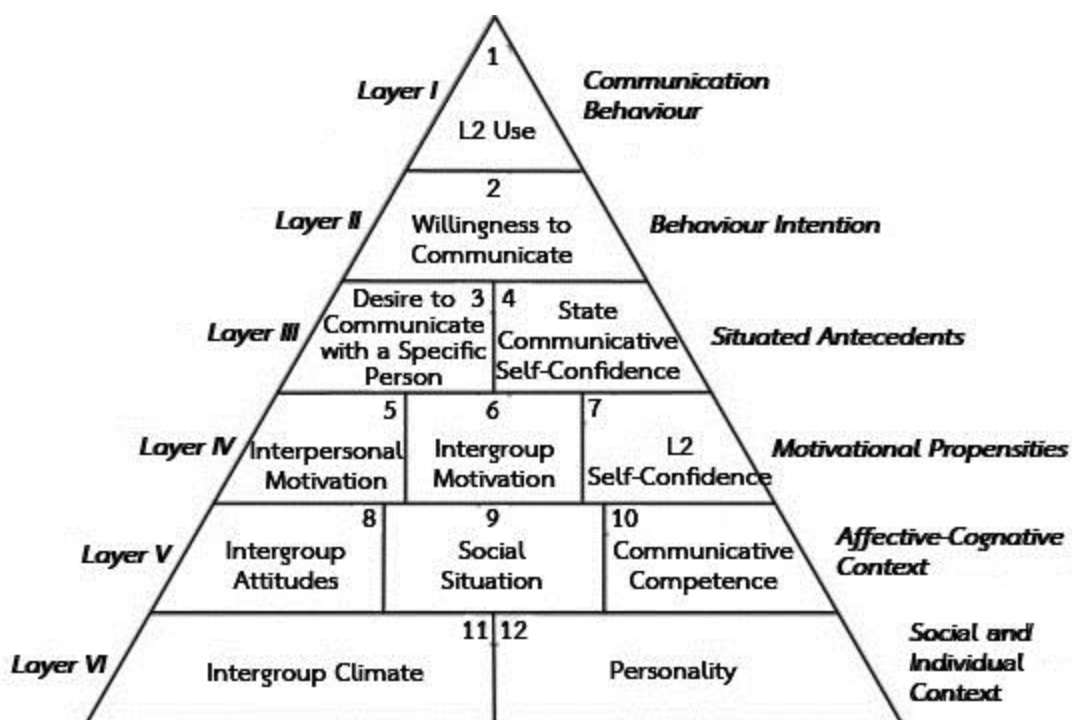 1
Layer I
Communication
Behaviour
L2 Use
2
Layer II
Willingness to
Communicate
Behaviour Intention
Layer III
Desire to 3
Communicate
with a Specific
Person
4
State
Communicative
Self-Confidence
Situated Antecedents
Layer IV
5
Interpersonal
Motivation
6
Intergroup
Motivation
7
L2
Self-Confidence
Motivational Propensities
Layer V
8
Intergroup
Attitudes
9
Social
Situation
10
Communicative
Competence
Affective-Cognitive
Context
Layer VI
11
Intergroup Climate
12
Personality
Social and
Individual
Context